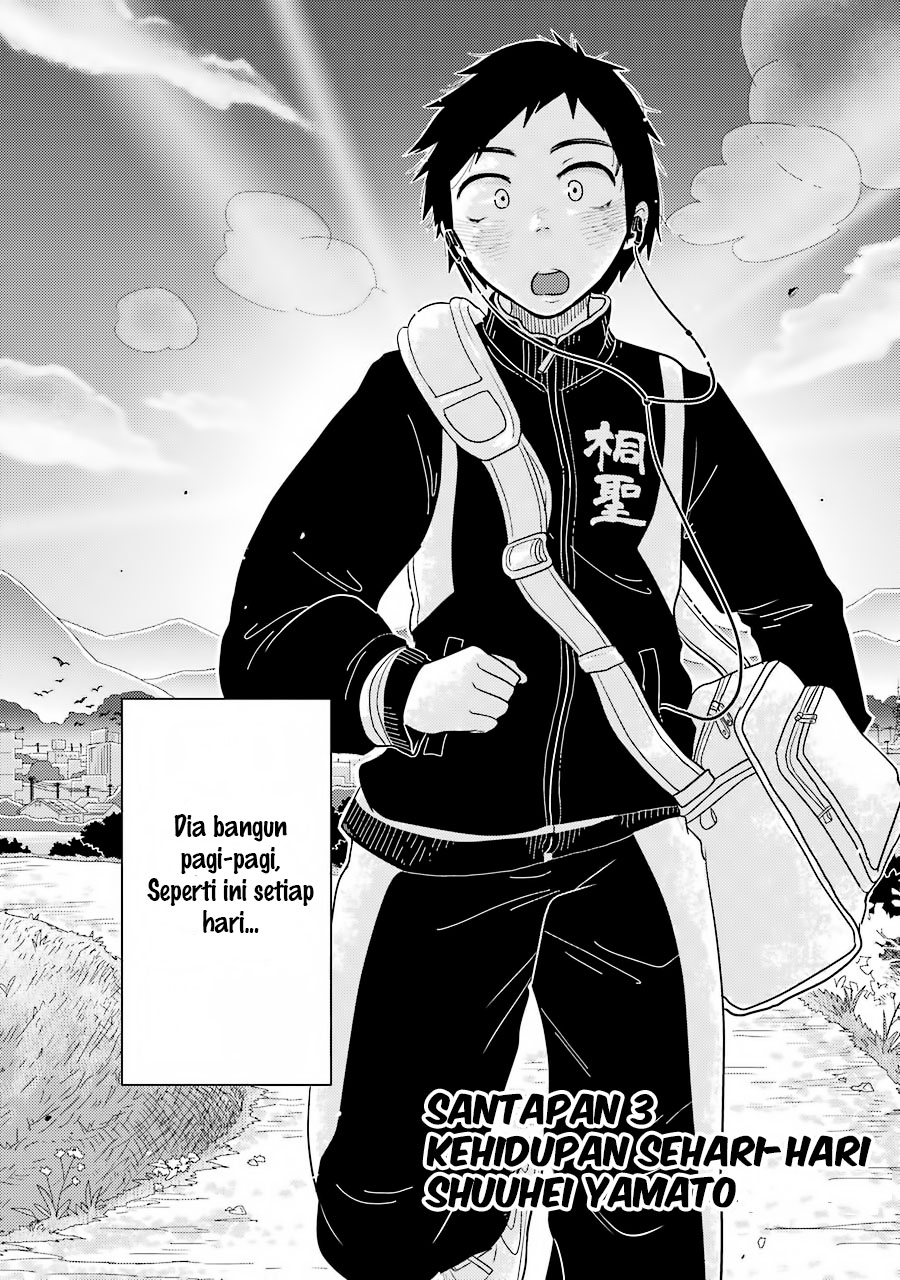 桐聖
Dia bangun
pagi-pagi,
Seperti ini setiap
hari...
SANTAPAN 3
KEHIDUPAN SEHARI-HARI
SHUUHEI YAMATO